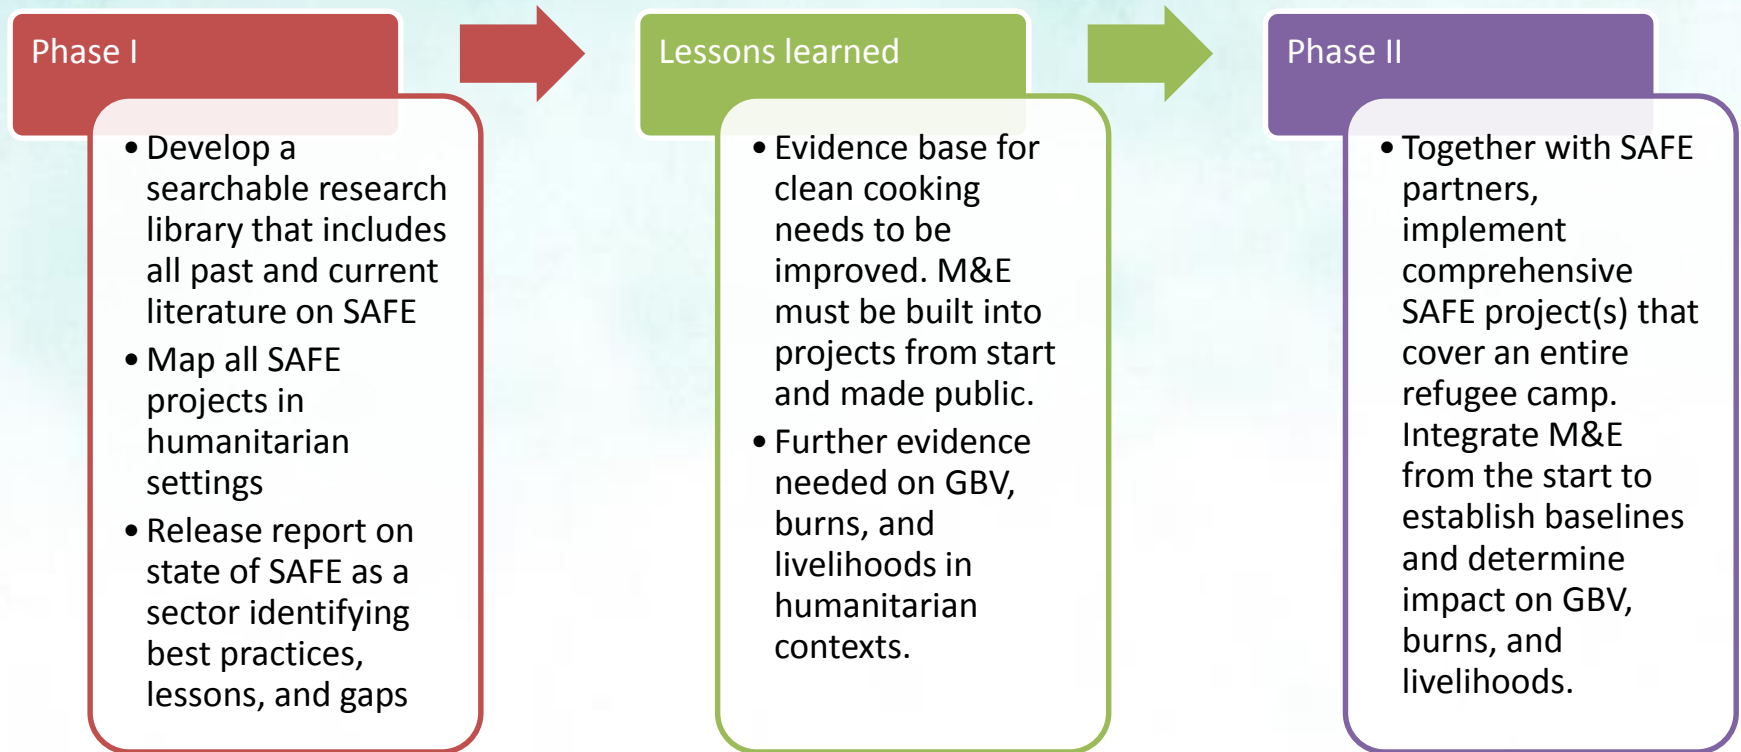 Phase I
• Develop a
searchable research
library that includes
all past and current
literature on SAFE
• Map all SAFE
projects in
humanitarian
settings
• Release report on
state of SAFE as a
sector identifying
best practices,
lessons, and gaps
Lessons learned
• Evidence base for
clean cooking
needs to be
improved. M&E
must be built into
projects from start
and made public.
• Further evidence
needed on GBV,
burns, and
livelihoods in
humanitarian
contexts.
Phase II
• Together with SAFE
partners,
implement
comprehensive
SAFE project(s) that
cover an entire
refugee camp.
Integrate M&E
from the start to
establish baselines
and determine
impact on GBV,
burns, and
livelihoods.